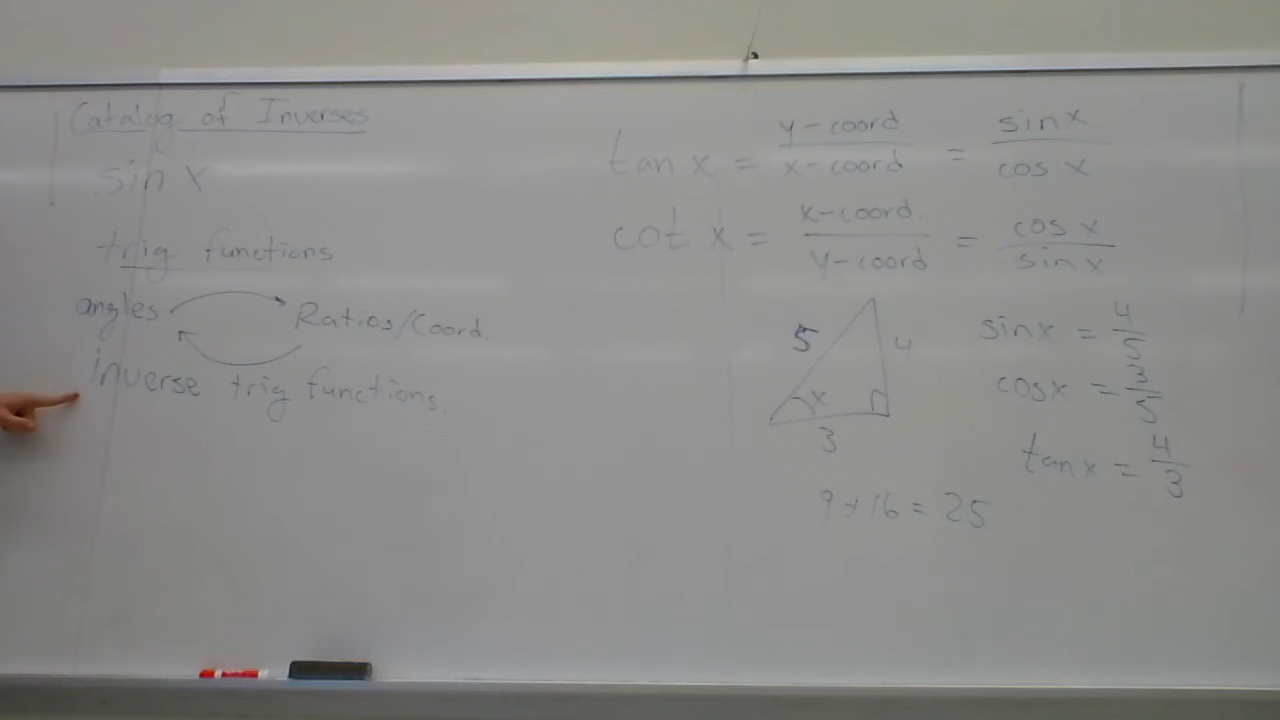 Catalog of Inverses
sin x
trig functions
angles Ratios/Coord.
inverse trig functions.
tan x = y-coord / x-coord = sin x / cos x
cot x = x-coord. / y-coord = cos x / sin x
5 4
x
3
sin x = 4/5
cos x = 3/5
tan x = 4/3
9 + 16 = 25